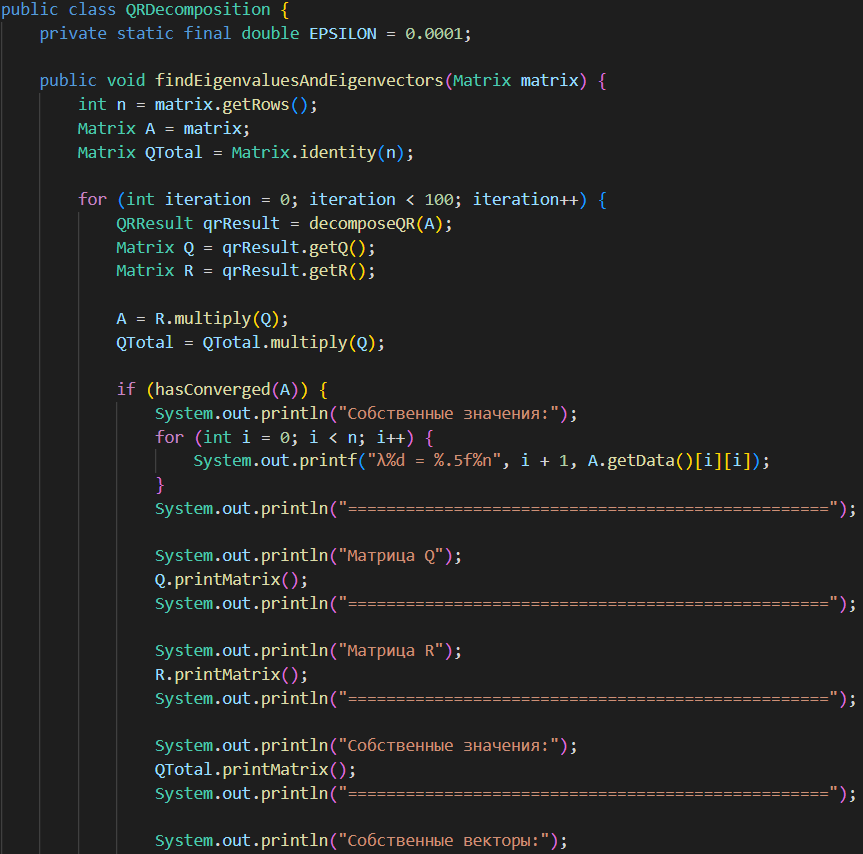 public class QRDecomposition {
    private static final double EPSILON = 0.0001;
    public void findEigenvaluesAndEigenvectors(Matrix matrix) {
        int n = matrix.getRows();
        Matrix A = matrix;
        Matrix QTotal = Matrix.identity(n);
        for (int iteration = 0; iteration < 100; iteration++) {
            QRResult qrResult = decomposeQR(A);
            Matrix Q = qrResult.getQ();
            Matrix R = qrResult.getR();
            A = R.multiply(Q);
            QTotal = QTotal.multiply(Q);
            if (hasConverged(A)) {
                System.out.println("Собственные значения:");
                for (int i = 0; i < n; i++) {
                    System.out.printf("λ%d = %.5f%n", i + 1, A.getData()[i][i]);
                }
                System.out.println("==================================================");
                System.out.println("Матрица Q");
                Q.printMatrix();
                System.out.println("==================================================");
                System.out.println("Матрица R");
                R.printMatrix();
                System.out.println("==================================================");
                System.out.println("Собственные значения:");
                QTotal.printMatrix();
                System.out.println("==================================================");
                System.out.println("Собственные векторы:");